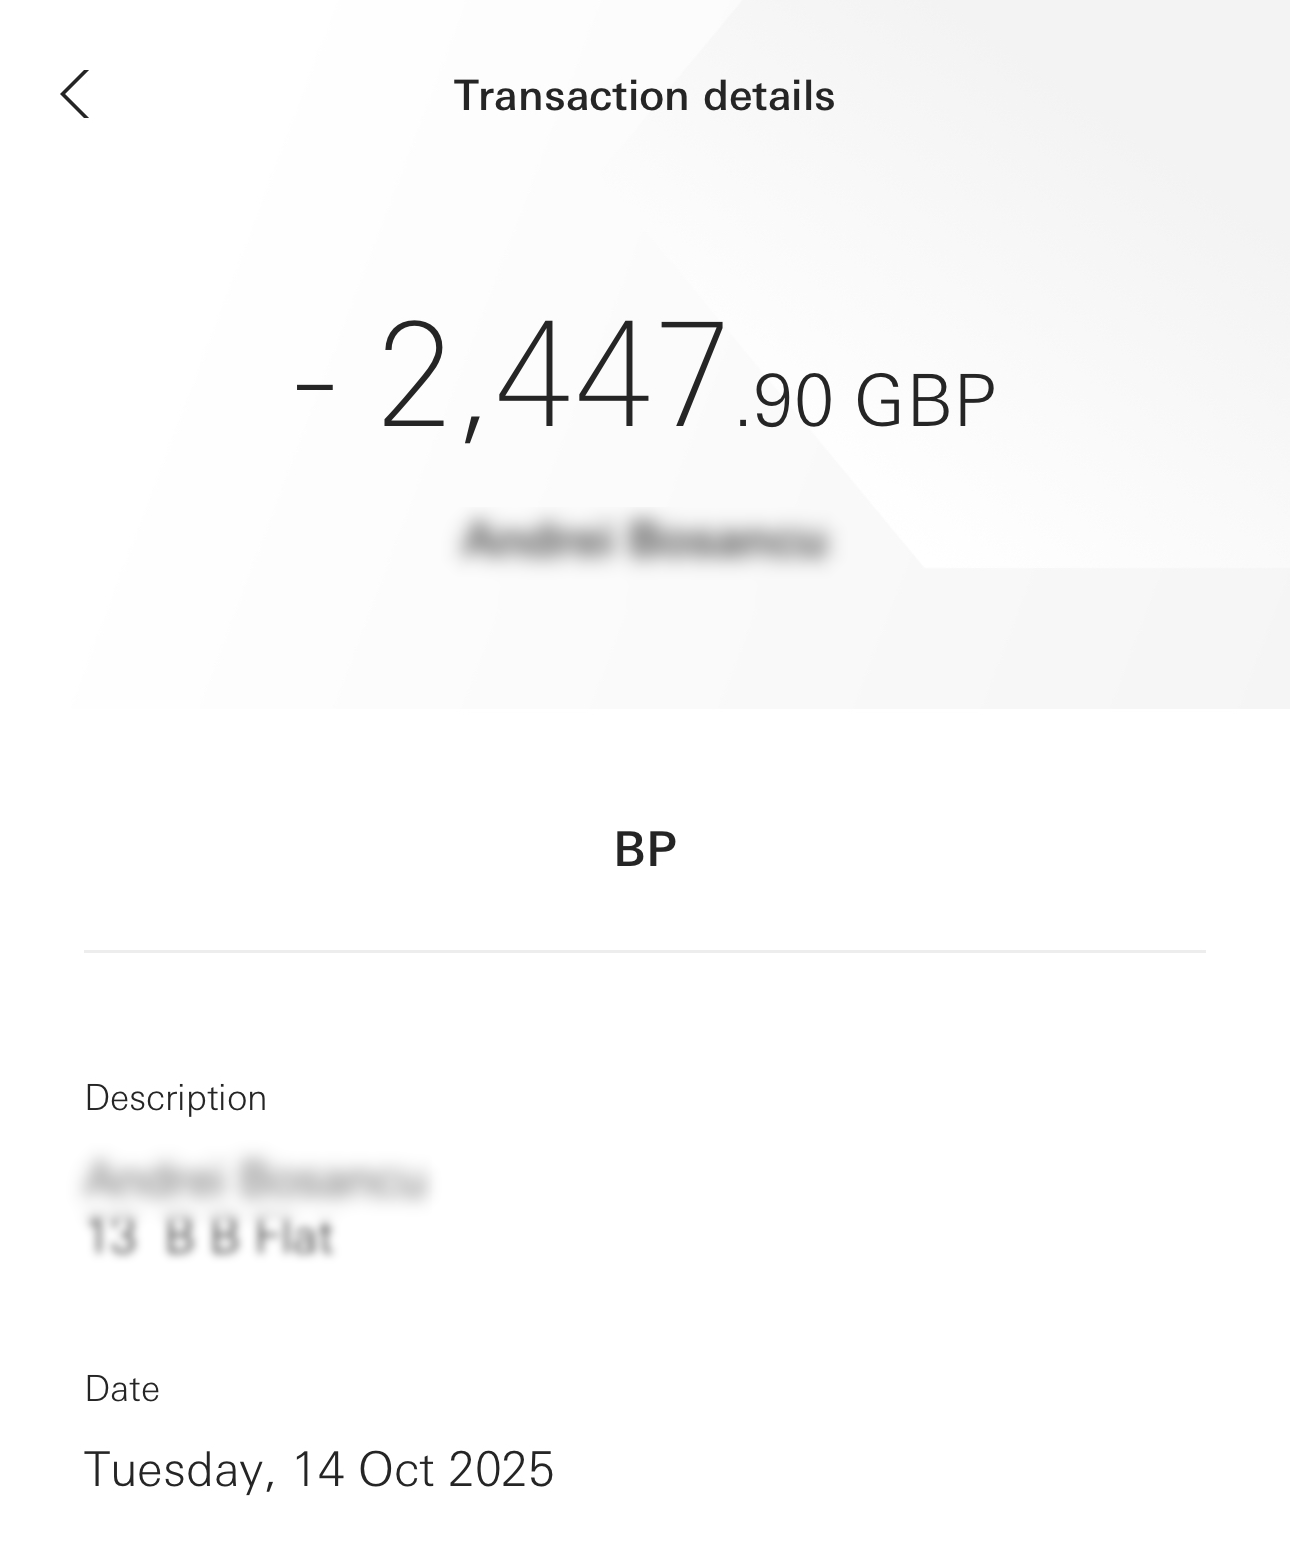 Transaction details
- 2,447.90 GBP
BP
Description
Date
Tuesday, 14 Oct 2025